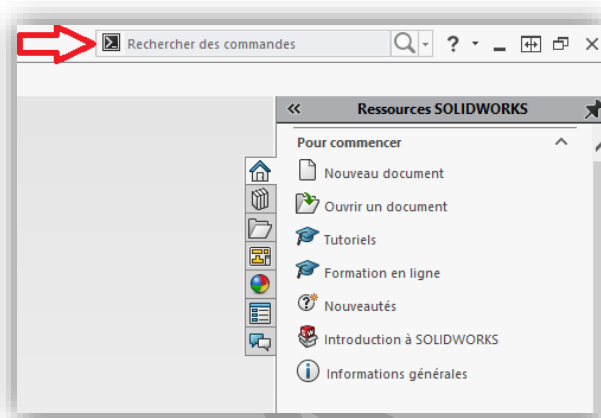 Rechercher des commandes
Ressources SOLIDWORKS
Pour commencer
Nouveau document
Ouvrir un document
Tutoriels
Formation en ligne
Nouveautés
Introduction à SOLIDWORKS
Informations générales